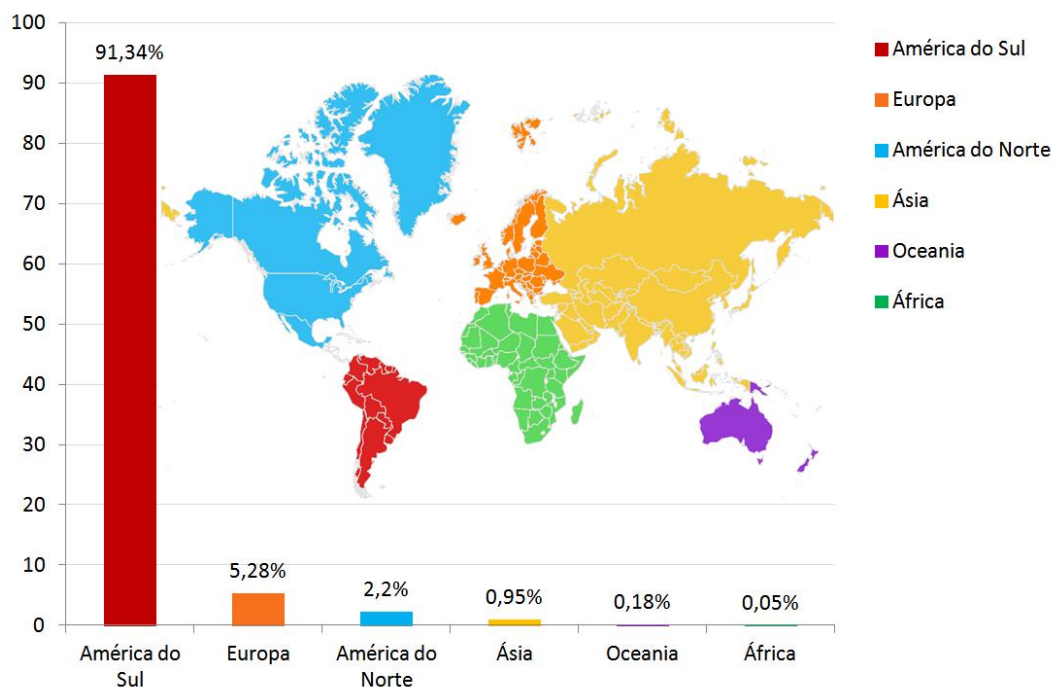 100
90
80
70
60
50
40
30
20
10
0
91,34%
5,28%
2,2%
0,95%
0,18%
0,05%
América do
Sul
Europa
América do
Norte
Ásia
Oceania
África
América do Sul
Europa
América do Norte
Ásia
Oceania
África